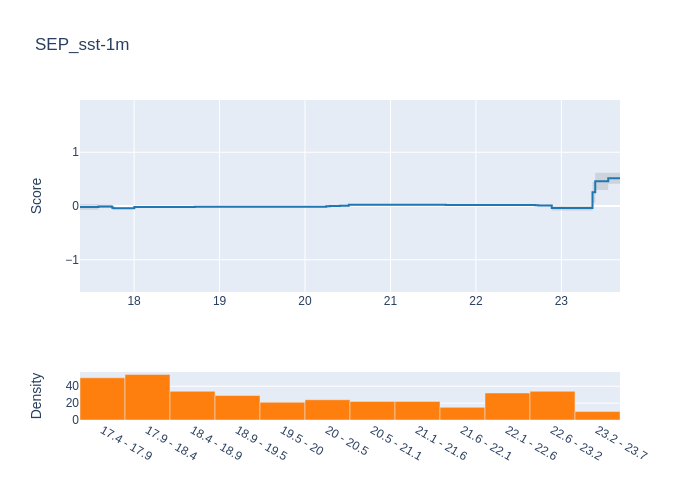 SEP_sst-1m
Score
1
0
−1
18 19 20 21 22 23
Density
40
20
0
17.4 - 17.9
17.9 - 18.4
18.4 - 18.9
18.9 - 19.5
19.5 - 20
20 - 20.5
20.5 - 21.1
21.1 - 21.6
21.6 - 22.1
22.1 - 22.6
22.6 - 23.2
23.2 - 23.7